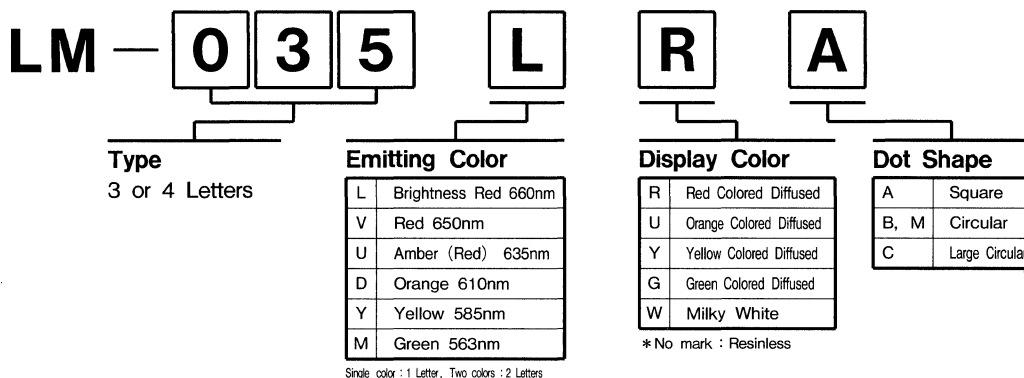 LM — 0 3 5 L R A
Type
3 or 4 Letters
Emitting Color
L Brightness Red 660nm
V Red 650nm
U Amber (Red) 635nm
D Orange 610nm
Y Yellow 585nm
M Green 563nm
Single color : 1 Letter, Two colors : 2 Letters
Display Color
R Red Colored Diffused
U Orange Colored Diffused
Y Yellow Colored Diffused
G Green Colored Diffused
W Milky White
*No mark : Resinless
Dot Shape
A Square
B, M Circular
C Large Circular